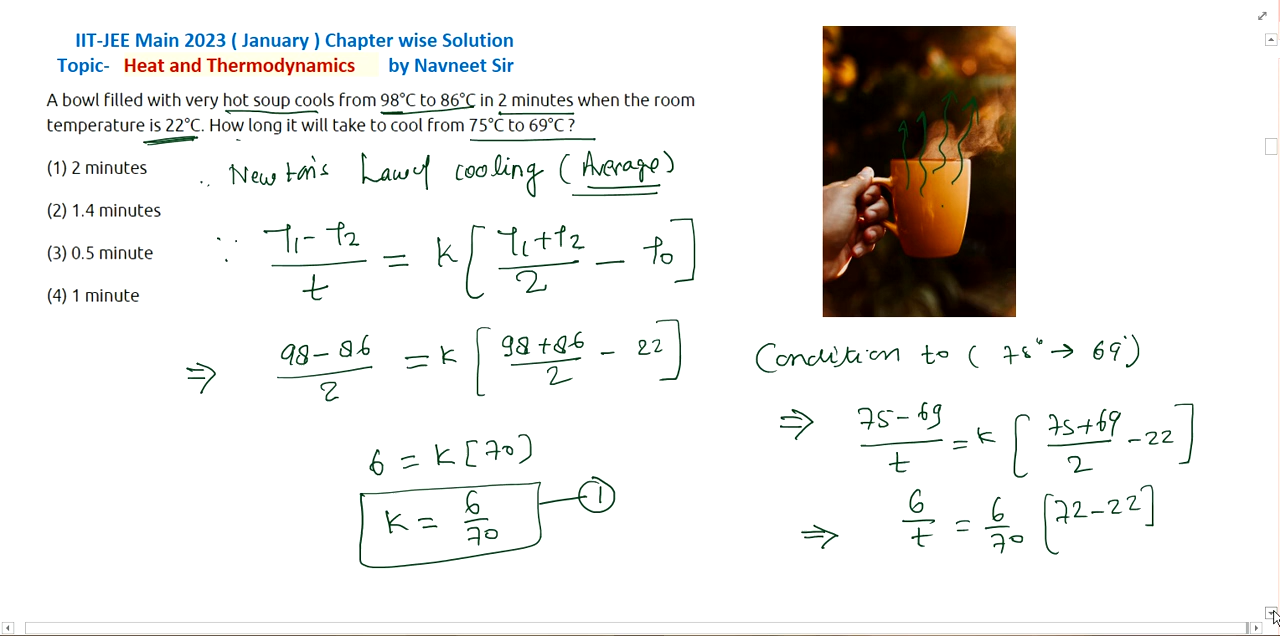 IIT-JEE Main 2023 ( January ) Chapter wise Solution
Topic- Heat and Thermodynamics by Navneet Sir
A bowl filled with very hot soup cools from 98°C to 86°C in 2 minutes when the room
temperature is 22°C. How long it will take to cool from 75°C to 69°C ?
(1) 2 minutes
(2) 1.4 minutes
(3) 0.5 minute
(4) 1 minute
∴ Newton's Law of cooling (Average)
∵ T1 - T2 / t = K [ T1 + T2 / 2 - T0 ]
⇒ 98 - 86 / 2 = K [ 98 + 86 / 2 - 22 ]
6 = K [70]
K = 6 / 70 — 1
Condition to ( 75° → 69° )
⇒ 75 - 69 / t = K [ 75 + 69 / 2 - 22 ]
⇒ 6 / t = 6 / 70 [ 72 - 22 ]